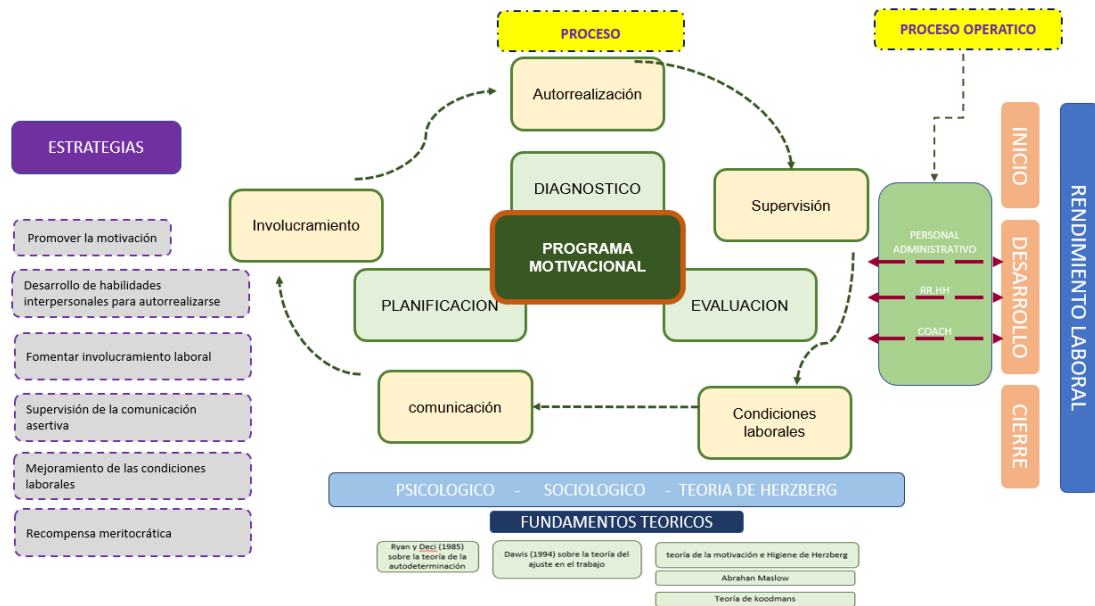 PROCESO
PROCESO OPERATICO
Autorrealización
ESTRATEGIAS
DIAGNOSTICO
Supervisión
Involucramiento
PROGRAMA
MOTIVACIONAL
PLANIFICACION
EVALUACION
comunicación
Condiciones
laborales
Promover la motivación
Desarrollo de habilidades
interpersonales para autorrealizarse
Fomentar involucramiento laboral
Supervisión de la comunicación
asertiva
Mejoramiento de las condiciones
laborales
Recompensa meritocrática
PERSONAL
ADMINISTRATIVO
RR.HH
COACH
INICIO
DESARROLLO
CIERRE
RENDIMIENTO LABORAL
PSICOLOGICO - SOCIOLOGICO - TEORIA DE HERZBERG
FUNDAMENTOS TEORICOS
Ryan y Deci (1985)
sobre la teoría de la
autodeterminación
Dawis (1994) sobre la teoría del
ajuste en el trabajo
teoría de la motivación e Higiene de Herzberg
Abrahan Maslow
Teoría de koodmans